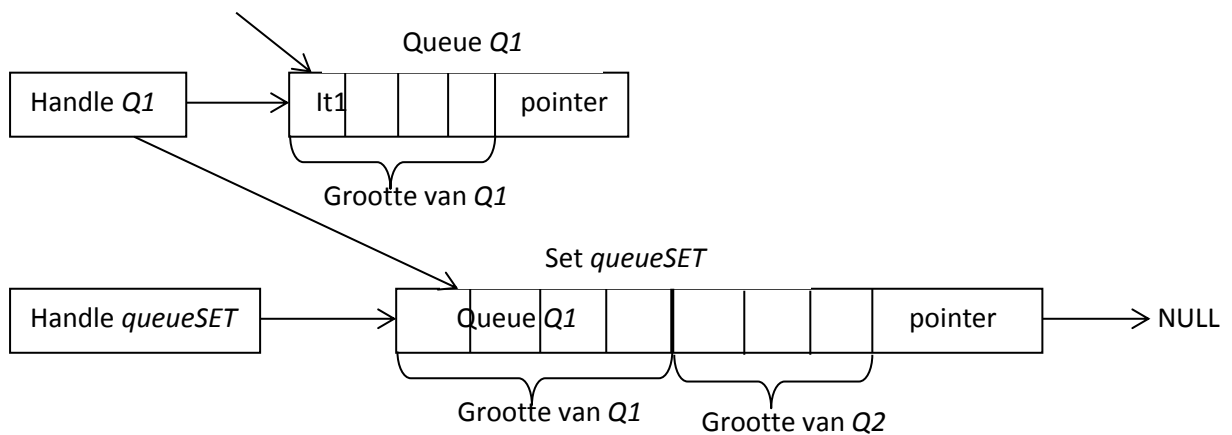 Queue Q1
Handle Q1
It1
pointer
Grootte van Q1
Set queueSET
Handle queueSET
Queue Q1
pointer
NULL
Grootte van Q1
Grootte van Q2